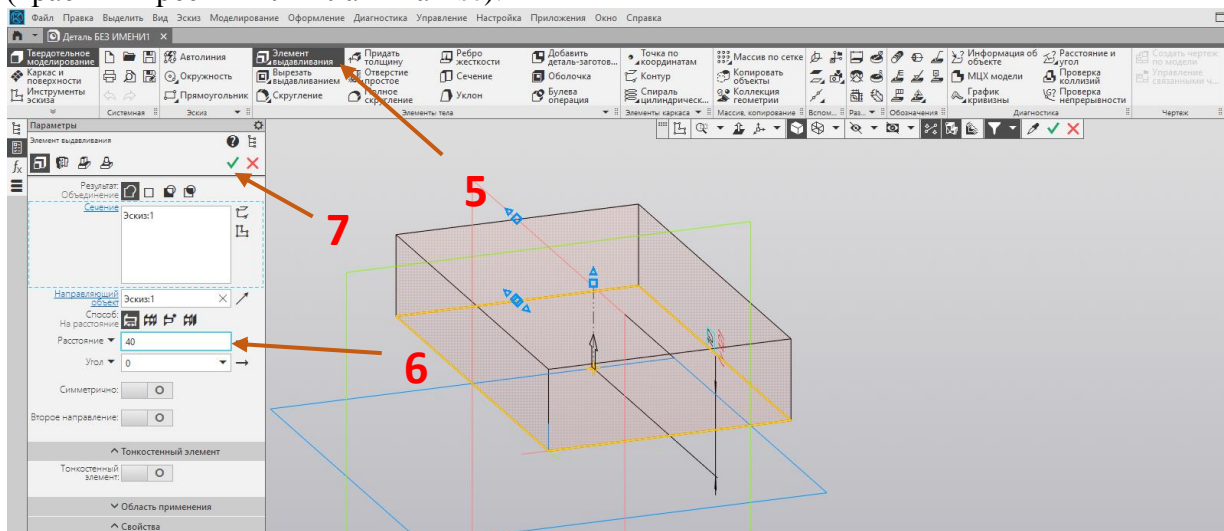 Файл Правка Выделить Вид Эскиз Моделирование Оформление Диагностика Управление Настройка Приложения Окно Справка
Деталь БЕЗ ИМЕНИ1 ×
Твердотельное моделирование
Каркас и поверхности
Инструменты эскиза
Системная
Автолиния
Окружность
Прямоугольник
Эскиз
Элемент выдавливания
Вырезать выдавливанием
Скругление
Придать толщину
Отверстие простое
Ребро жесткости
Сечение
Уклон
Добавить деталь-заготов...
Оболочка
Булева операция
Элементы тела
Точка по координатам
Контур
Спираль цилиндрическ...
Элементы каркаса
Массив по сетке
Копировать объекты
Коллекция геометрии
Массив, копирование
Вспом...
Раз...
Обозначения
Информация об объекте
МЦХ модели
График кривизны
Расстояние и угол
Проверка коллизий
Проверка непрерывности
Диагностика
Создать чертеж по модели
Управление связанными ч...
Чертеж
Параметры
Элемент выдавливания
Результат:
Объединение
Сечение
Эскиз:1
Направляющий объект
Эскиз:1
Способ:
На расстояние
Расстояние
40
Угол
0
Симметрично:
Второе направление:
Тонкостенный элемент
Тонкостенный элемент:
Область применения
Свойства
5
6
7